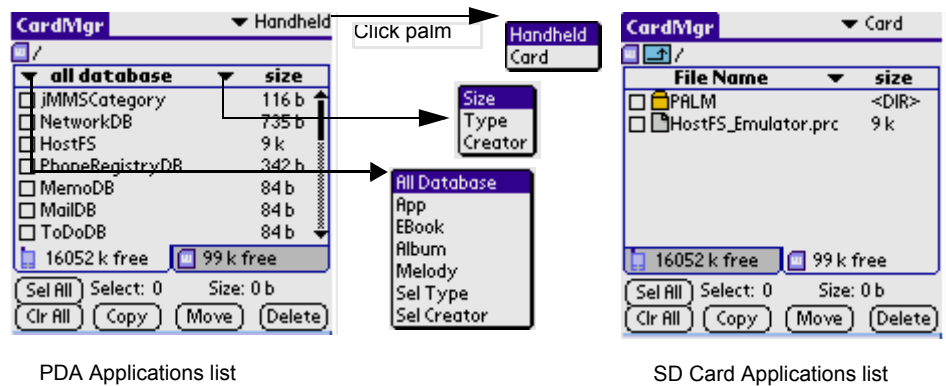 CardMgr
Handheld
/
all database size
jMMSCategory 116 b
NetworkDB 735 b
HostFS 9 k
PhoneRegistryDB 342 b
MemoDB 84 b
MailDB 84 b
ToDoDB 84 b
16052 k free 99 k free
Sel All Select: 0 Size: 0 b
Clr All Copy Move Delete
PDA Applications list
Click palm
Handheld
Card
Size
Type
Creator
All Database
App
EBook
Album
Melody
Sel Type
Sel Creator
CardMgr
Card
/
File Name size
PALM <DIR>
HostFS_Emulator.prc 9 k
16052 k free 99 k free
Sel All Select: 0 Size: 0 b
Clr All Copy Move Delete
SD Card Applications list